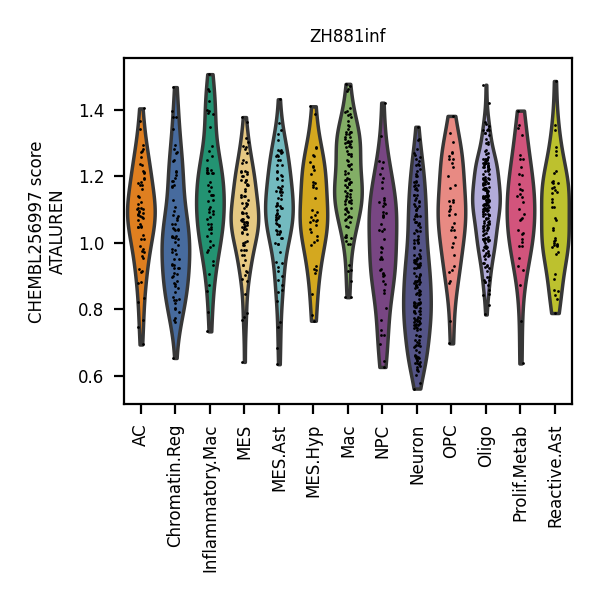 ZH881inf
CHEMBL256997 score
ATALUREN
1.4
1.2
1.0
0.8
0.6
AC
Chromatin.Reg
Inflammatory.Mac
MES
MES.Ast
MES.Hyp
Mac
NPC
Neuron
OPC
Oligo
Prolif.Metab
Reactive.Ast